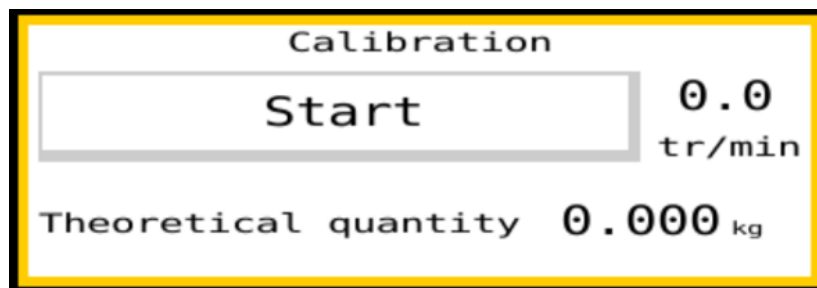 Calibration
Start
0.0
tr/min
Theoretical quantity 0.000 kg